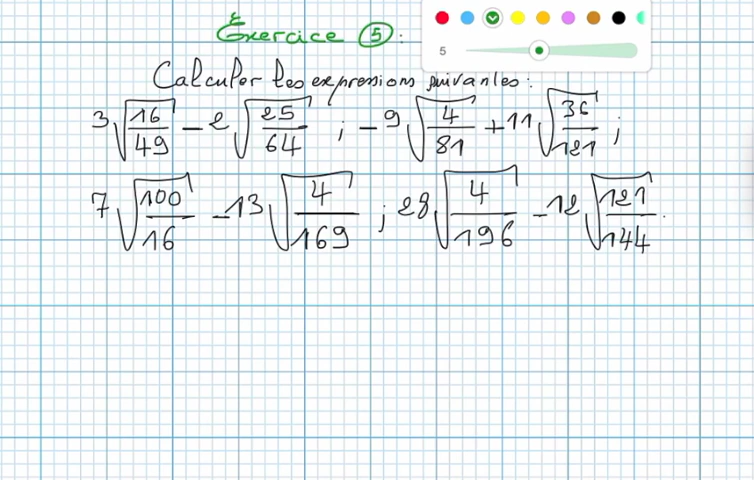 Exercice 5:
5
Calculer les expressions suivantes:
3√(16/49) - 2√(25/64) ; -9√(4/81) + 11√(36/121) ;
7√(100/16) - 13√(4/169) ; 28√(4/196) - 12√(121/144).